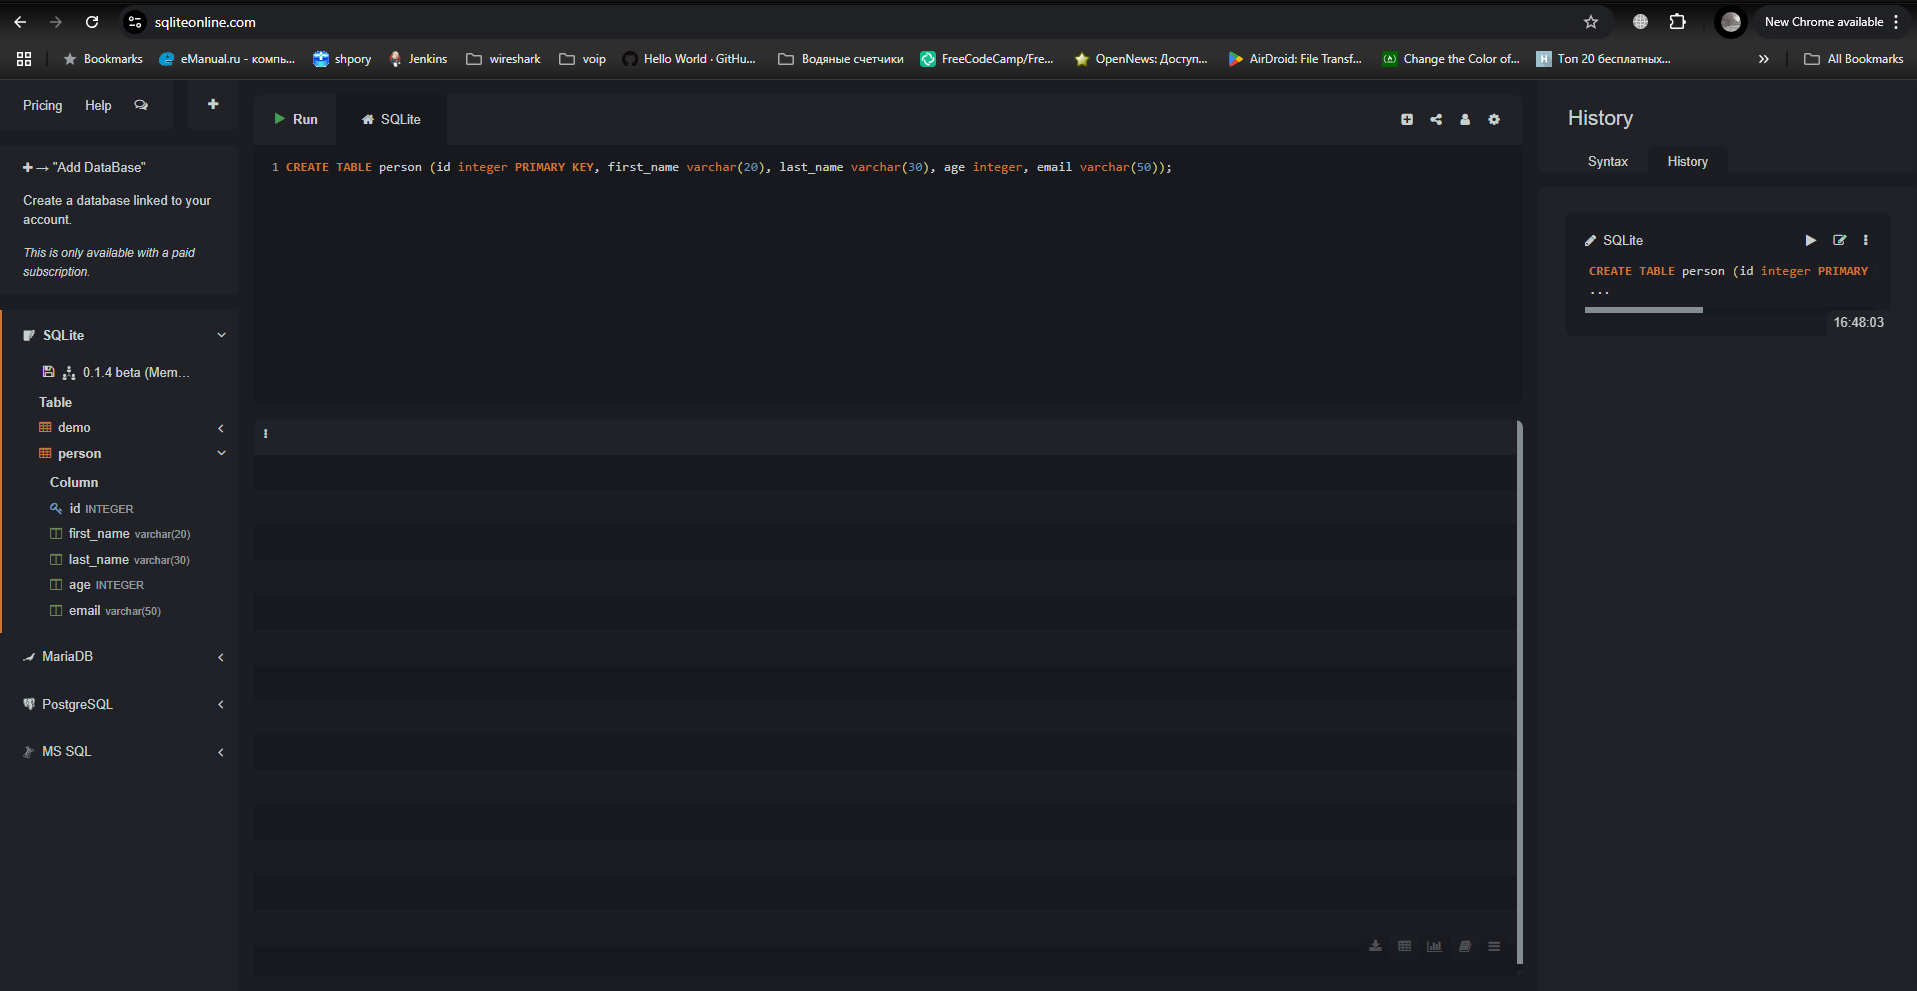 sqliteonline.com
New Chrome available
Bookmarks
eManual.ru - компь...
shpory
Jenkins
wireshark
voip
Hello World · GitHu...
Водяные счетчики
FreeCodeCamp/Fre...
OpenNews: Доступ...
AirDroid: File Transf...
Change the Color of...
H
Топ 20 бесплатных...
All Bookmarks
Pricing
Help
Run
SQLite
→ "Add DataBase"
Create a database linked to your
account.
This is only available with a paid
subscription.
SQLite
0.1.4 beta (Mem...
Table
demo
person
Column
id INTEGER
first_name varchar(20)
last_name varchar(30)
age INTEGER
email varchar(50)
MariaDB
PostgreSQL
MS SQL
1 CREATE TABLE person (id integer PRIMARY KEY, first_name varchar(20), last_name varchar(30), age integer, email varchar(50));
History
Syntax
History
SQLite
CREATE TABLE person (id integer PRIMARY
...
16:48:03